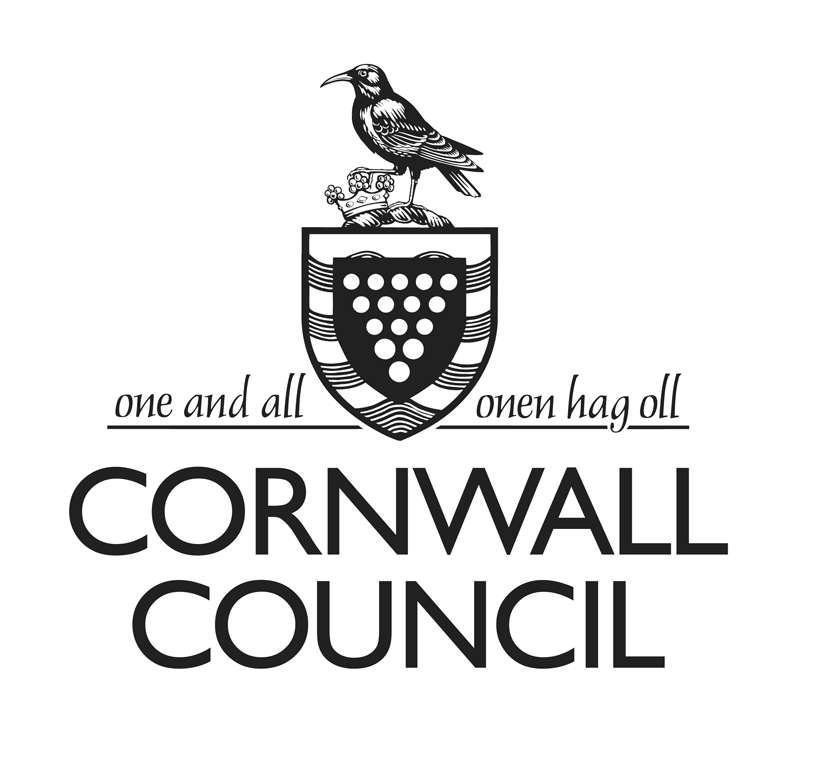 one and all onen hag oll
CORNWALL
COUNCIL